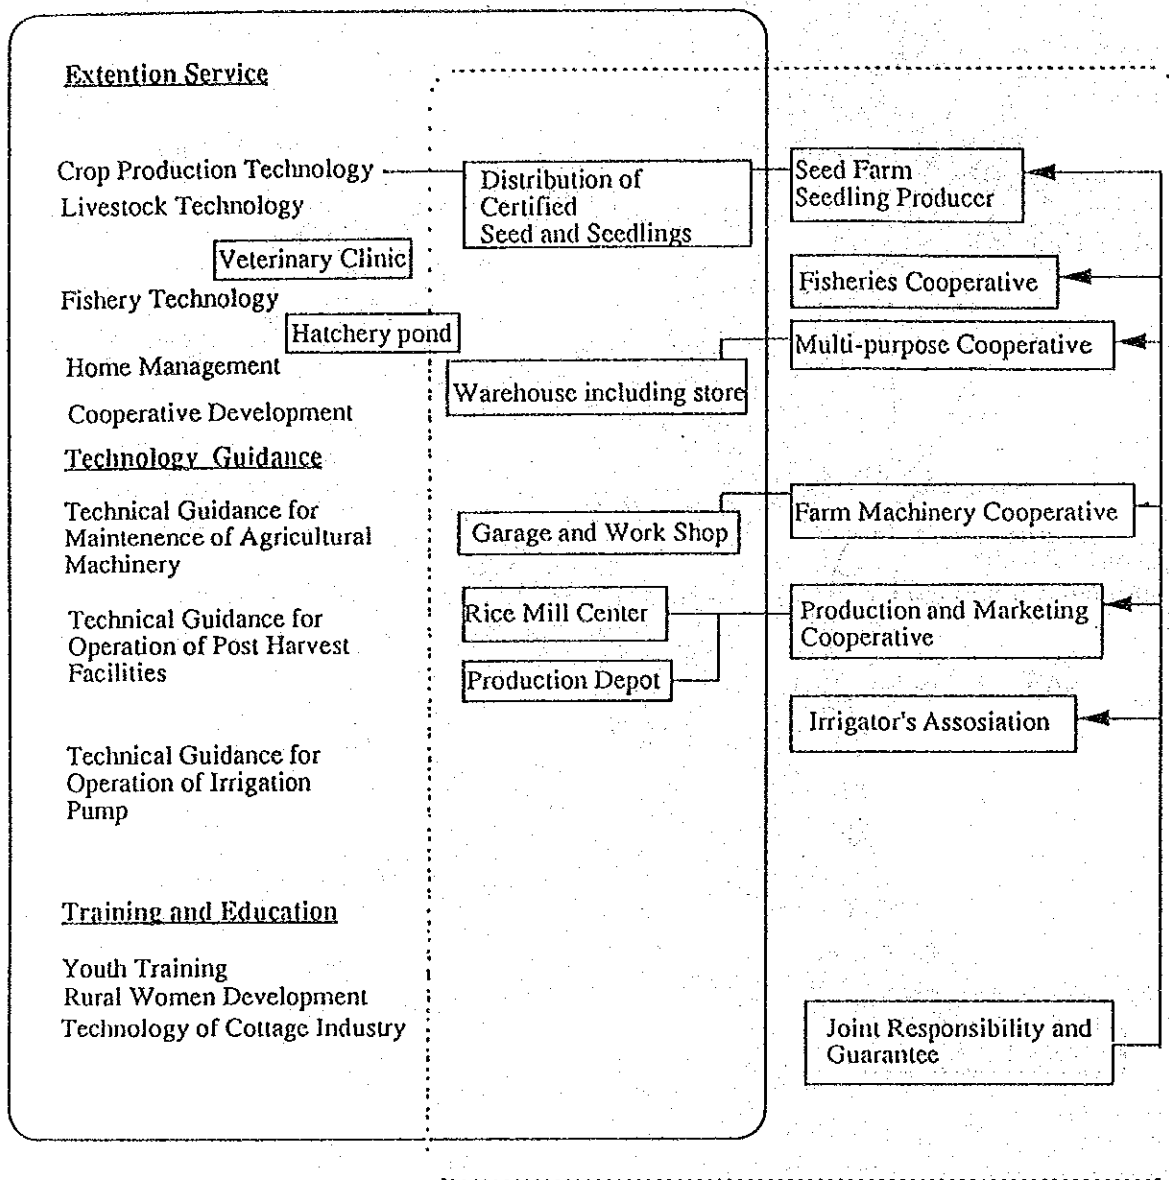 Extention Service
Crop Production Technology
Livestock Technology
Veterinary Clinic
Fishery Technology
Hatchery pond
Home Management
Cooperative Development
Technology Guidance
Technical Guidance for
Maintenence of Agricultural
Machinery
Technical Guidance for
Operation of Post Harvest
Facilities
Technical Guidance for
Operation of Irrigation
Pump
Training and Education
Youth Training
Rural Women Development
Technology of Cottage Industry
Distribution of
Certified
Seed and Seedlings
Warehouse including store
Garage and Work Shop
Rice Mill Center
Production Depot
Seed Farm
Seedling Producer
Fisheries Cooperative
Multi-purpose Cooperative
Farm Machinery Cooperative
Production and Marketing
Cooperative
Irrigator's Assosiation
Joint Responsibility and
Guarantee